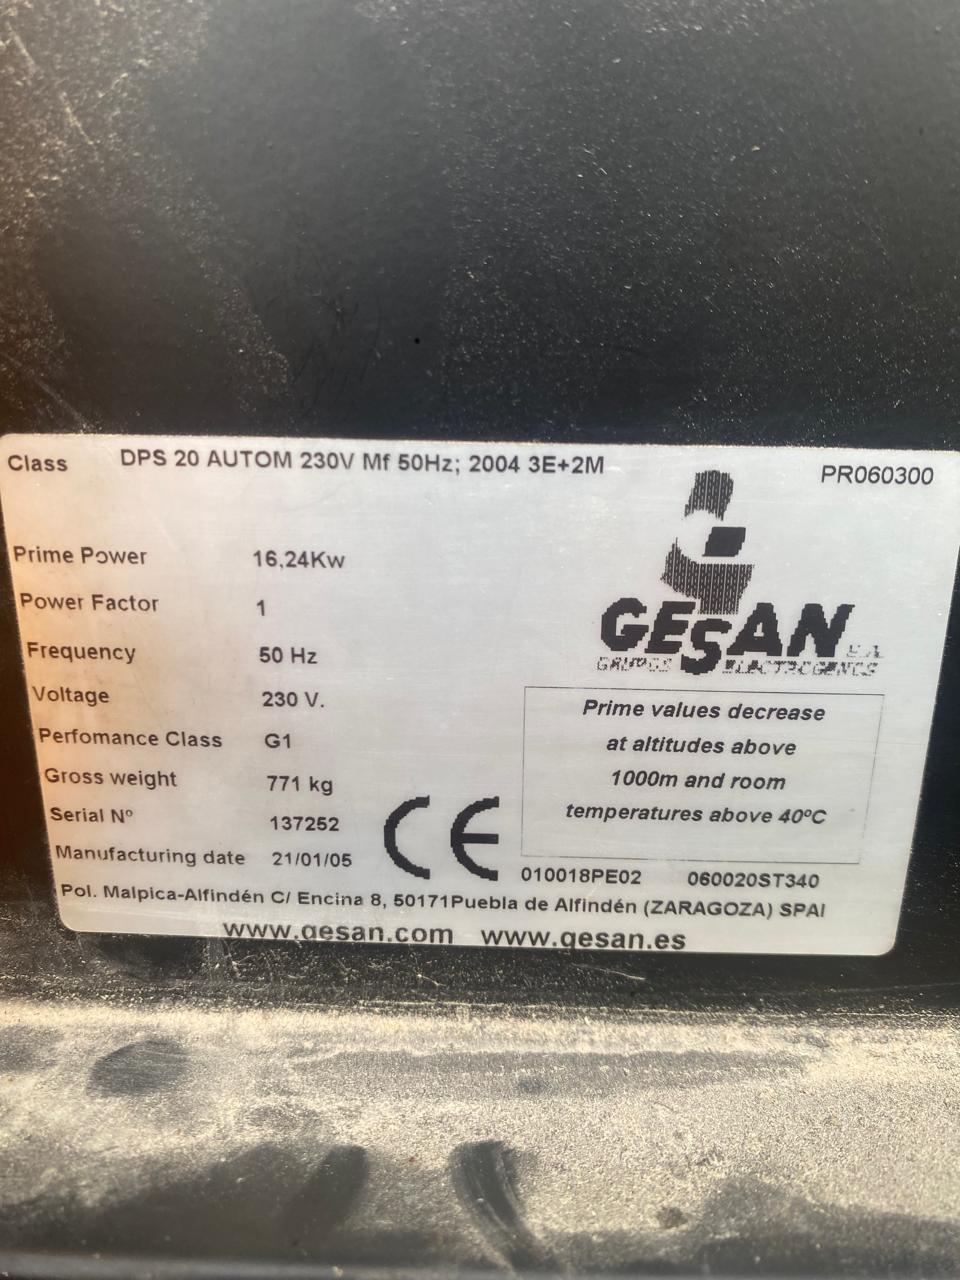 Class DPS 20 AUTOM 230V Mf 50Hz; 2004 3E+2M PR060300
Prime Power 16,24Kw
Power Factor 1
Frequency 50 Hz
Voltage 230 V.
Perfomance Class G1
Gross weight 771 kg
Serial Nº 137252
Manufacturing date 21/01/05
GESAN S.A.
GRUPOS ELECTROGENOS
Prime values decrease
at altitudes above
1000m and room
temperatures above 40ºC
CE
010018PE02 060020ST340
Pol. Malpica-Alfindén C/ Encina 8, 50171Puebla de Alfindén (ZARAGOZA) SPAI
www.gesan.com www.gesan.es